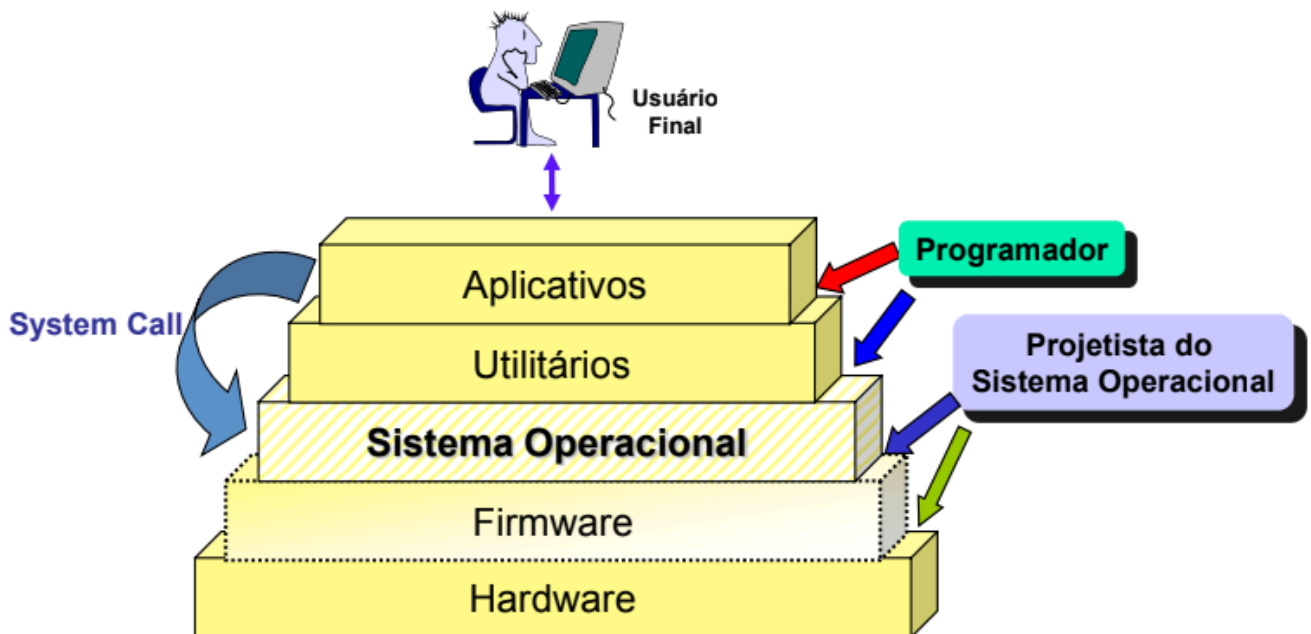 Usuário
Final
Programador
Aplicativos
System Call
Projetista do
Sistema Operacional
Utilitários
Sistema Operacional
Firmware
Hardware